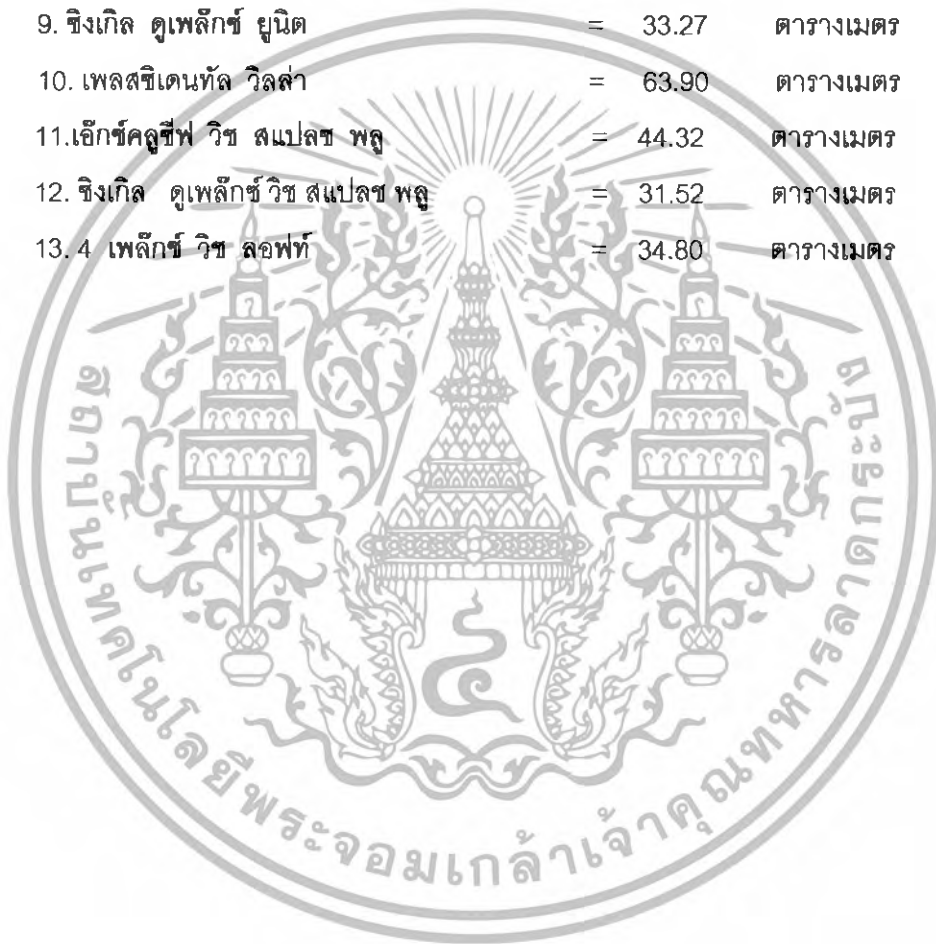 9. ซิงเกิล ดูเพล็กซ์ ยูนิต = 33.27 ตารางเมตร
10. เพลสซิเดนทัล วิลล่า = 63.90 ตารางเมตร
11.เอ็กซ์คลูซีฟ วิช สแปลช พลู = 44.32 ตารางเมตร
12. ซิงเกิล ดูเพล็กซ์ วิช สแปลช พลู = 31.52 ตารางเมตร
13. 4 เพล็กซ์ วิช ลอฟท์ = 34.80 ตารางเมตร
๔
สถาบันเทคโนโลยีพระจอมเกล้าเจ้าคุณทหารลาดกระบัง